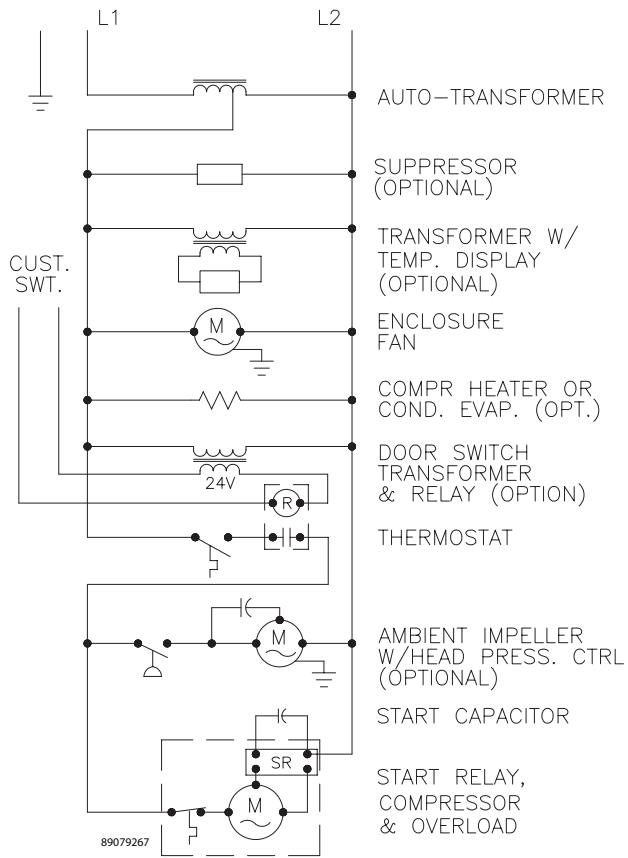 L1
L2
AUTO-TRANSFORMER
SUPPRESSOR
(OPTIONAL)
TRANSFORMER W/
TEMP. DISPLAY
(OPTIONAL)
CUST.
SWT.
M
ENCLOSURE
FAN
COMPR HEATER OR
COND. EVAP. (OPT.)
DOOR SWITCH
TRANSFORMER
& RELAY (OPTION)
24V
R
THERMOSTAT
M
AMBIENT IMPELLER
W/HEAD PRESS. CTRL
(OPTIONAL)
START CAPACITOR
SR
START RELAY,
COMPRESSOR
& OVERLOAD
M
89079267